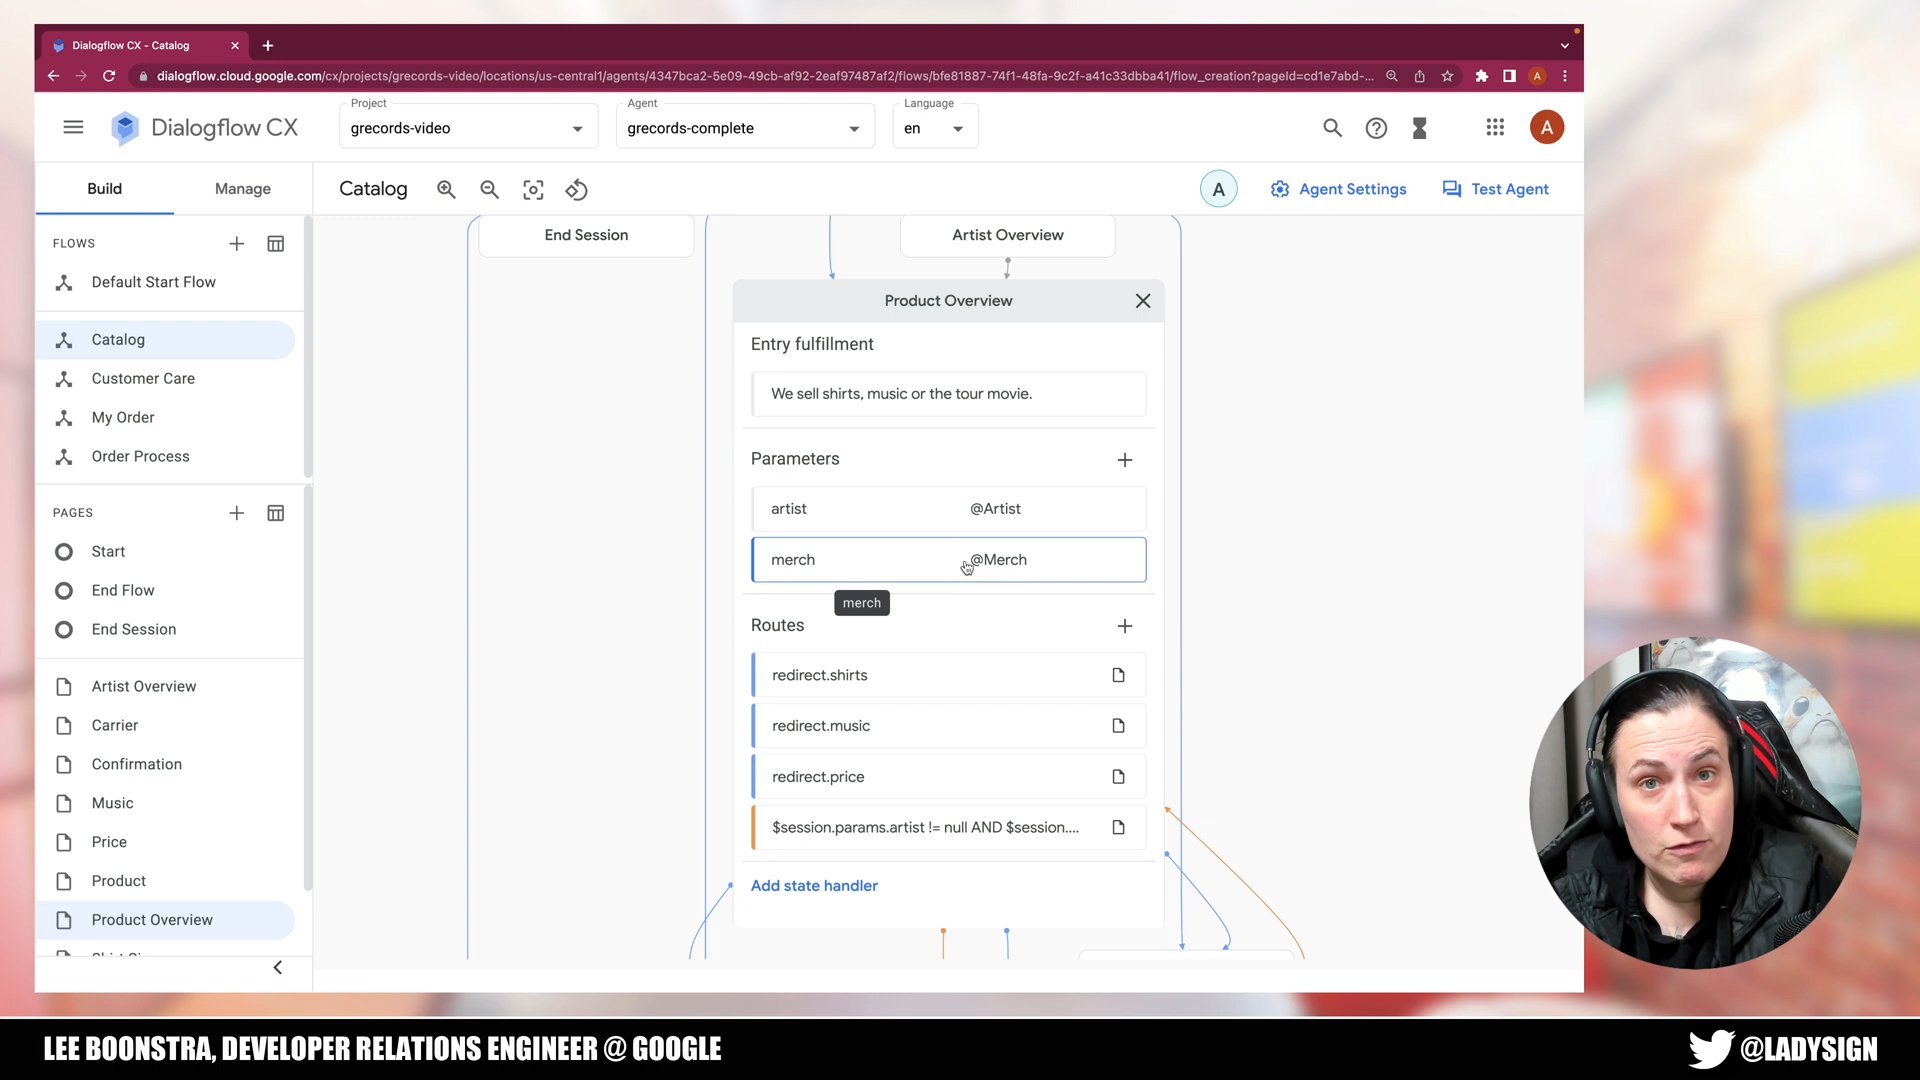 Dialogflow CX - Catalog
dialogflow.cloud.google.com/cx/projects/grecords-video/locations/us-central1/agents/4347bca2-5e09-49cb-af92-2eaf97487af2/flows/bfe81887-74f1-48fa-9c2f-a41c33dbba41/flow_creation?pageId=cd1e7abd-...
A
Dialogflow CX
Project
grecords-video
Agent
grecords-complete
Language
en
A
Build
Manage
Catalog
A
Agent Settings
Test Agent
FLOWS
Default Start Flow
Catalog
Customer Care
My Order
Order Process
PAGES
Start
End Flow
End Session
Artist Overview
Carrier
Confirmation
Music
Price
Product
Product Overview
End Session
Artist Overview
Product Overview
Entry fulfillment
We sell shirts, music or the tour movie.
Parameters
artist @Artist
merch @Merch
merch
Routes
redirect.shirts
redirect.music
redirect.price
$session.params.artist != null AND $session....
Add state handler
LEE BOONSTRA, DEVELOPER RELATIONS ENGINEER @ GOOGLE
@LADYSIGN